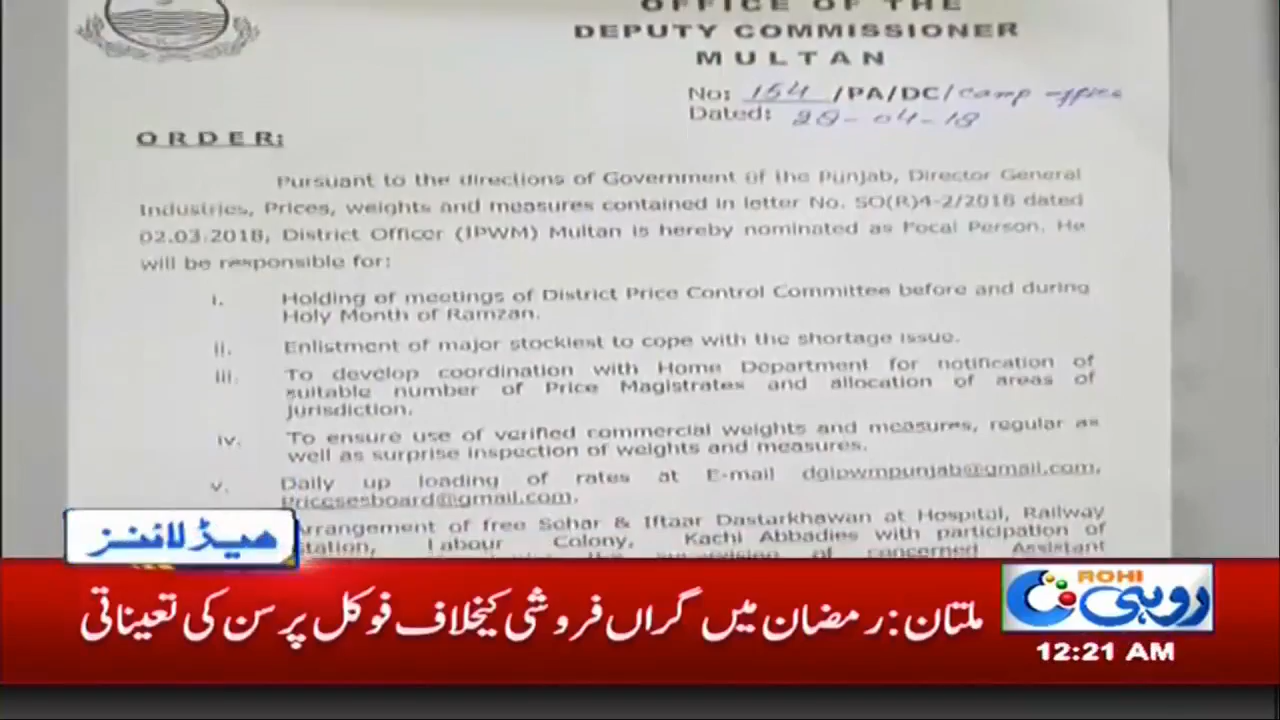 OFFICE OF THE
DEPUTY COMMISSIONER
MULTAN
No: 154 /PA/DC/Camp office
Dated: 28-04-18
ORDER:
Pursuant to the directions of Government of the Punjab, Director General
Industries, Prices, weights and measures contained in letter No. SO(R)4-2/2018 dated
02.03.2018, District Officer (IPWM) Multan is hereby nominated as Focal Person. He
will be responsible for:
i. Holding of meetings of District Price Control Committee before and during
Holy Month of Ramzan.
ii. Enlistment of major stockiest to cope with the shortage issue.
iii. To develop coordination with Home Department for notification of
suitable number of Price Magistrates and allocation of areas of
jurisdiction.
iv. To ensure use of verified commercial weights and measures, regular as
well as surprise inspection of weights and measures.
v. Daily up loading of rates at E-mail dgipwmpunjab@gmail.com,
Pricesesboard@gmail.com.
Arrangement of free Sehar & Iftaar Dastarkhawan at Hospital, Railway
Station, Labour Colony, Kachi Abbadies with participation of
supervision of concerned Assistant
ہیڈلائنز
ملتان: رمضان میں گراں فروشی کیخلاف فوکل پرسن کی تعیناتی
ROHI
روہی
12:21 AM